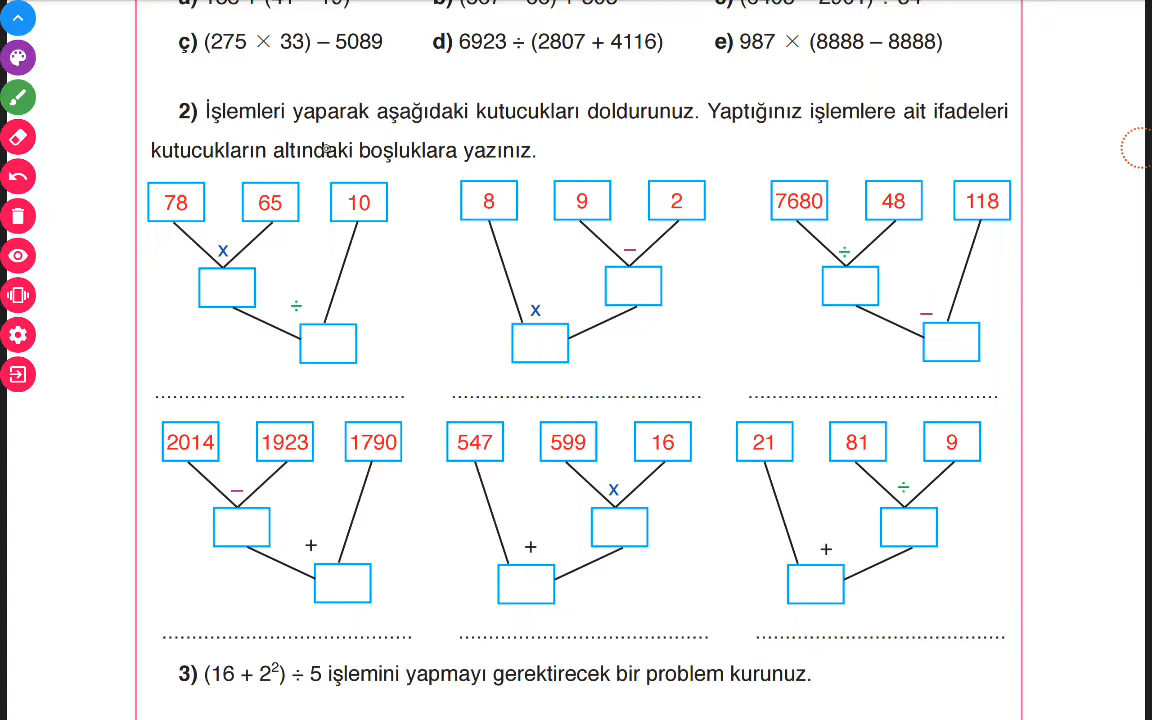 ç) (275 × 33) – 5089 d) 6923 ÷ (2807 + 4116) e) 987 × (8888 – 8888)
2) İşlemleri yaparak aşağıdaki kutucukları doldurunuz. Yaptığınız işlemlere ait ifadeleri
kutucukların altındaki boşluklara yazınız.
78 65 10 8 9 2 7680 48 118
x – ÷
÷ x –
2014 1923 1790 547 599 16 21 81 9
– x ÷
+ + +
3) (16 + 2²) ÷ 5 işlemini yapmayı gerektirecek bir problem kurunuz.